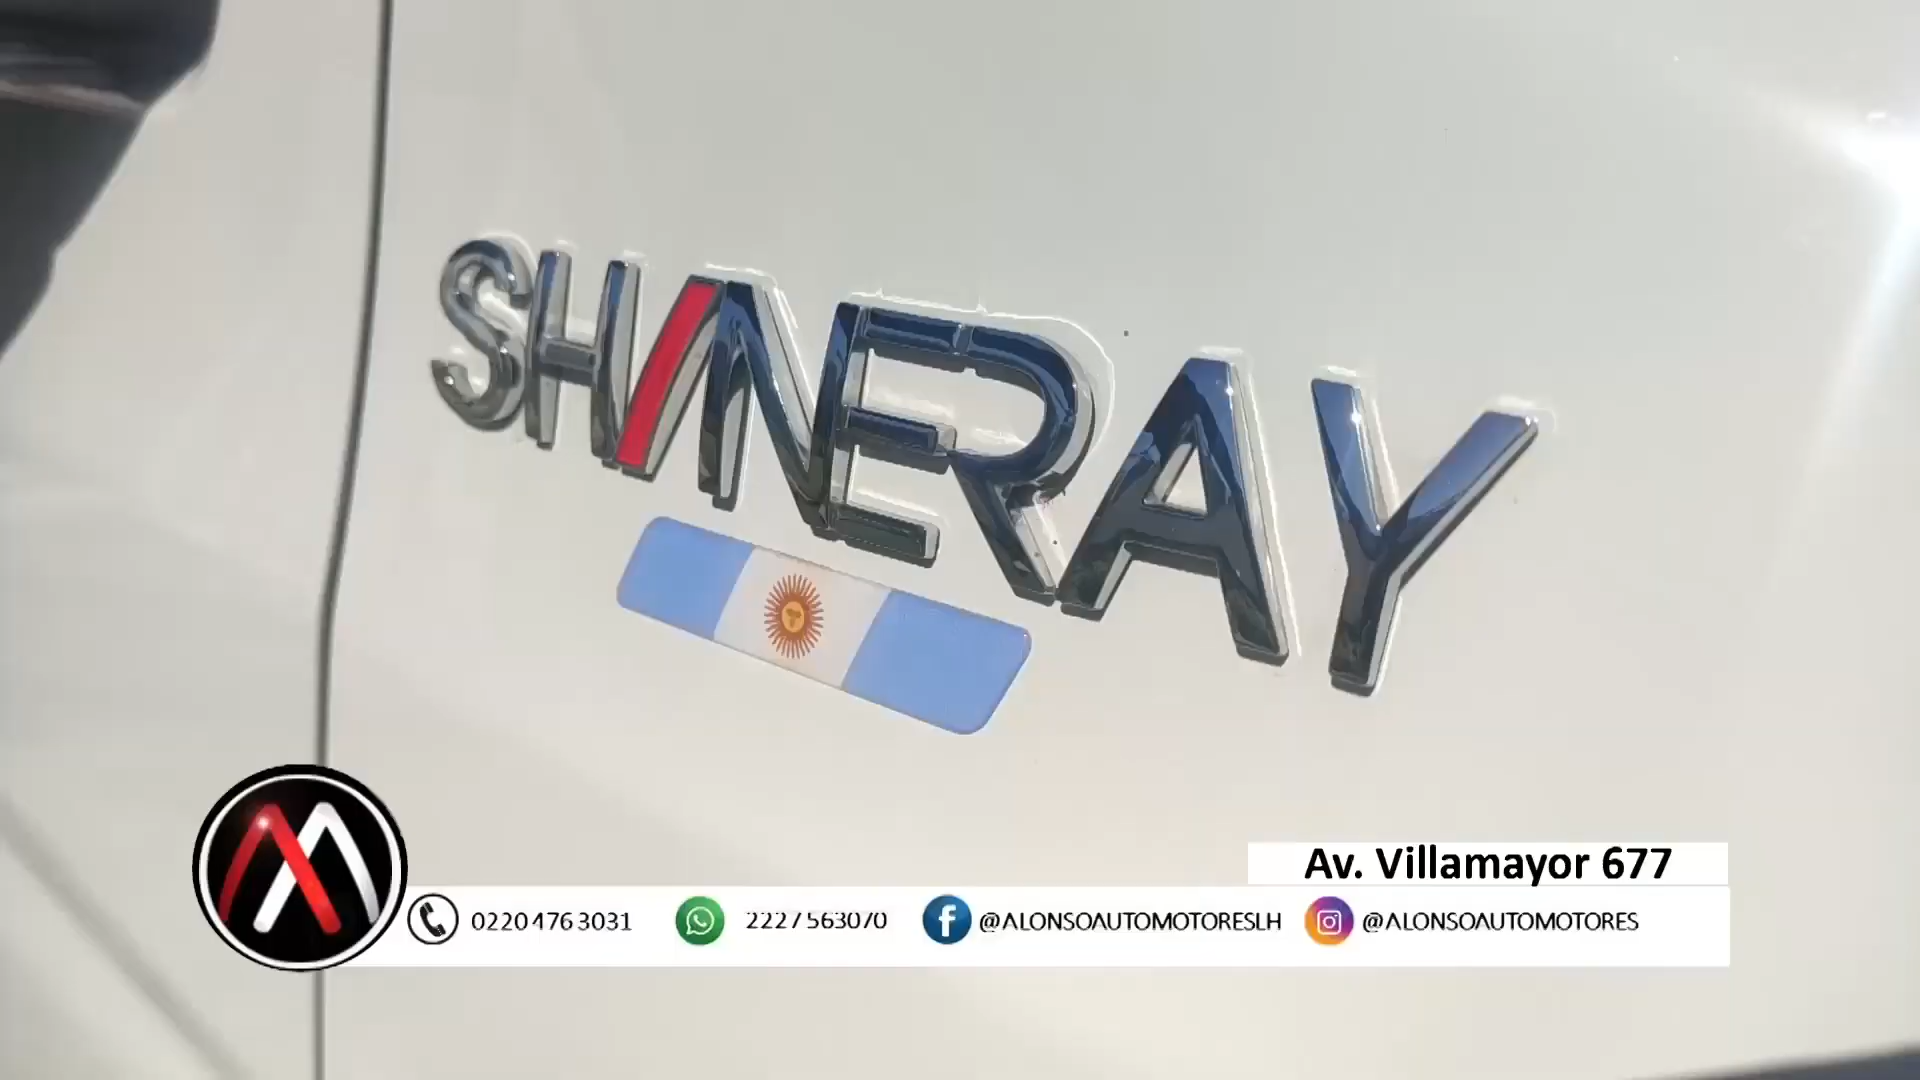 SHINERAY
Av. Villamayor 677
0220 476 3031 2227 563070 @ALONSOAUTOMOTORESLH @ALONSOAUTOMOTORES